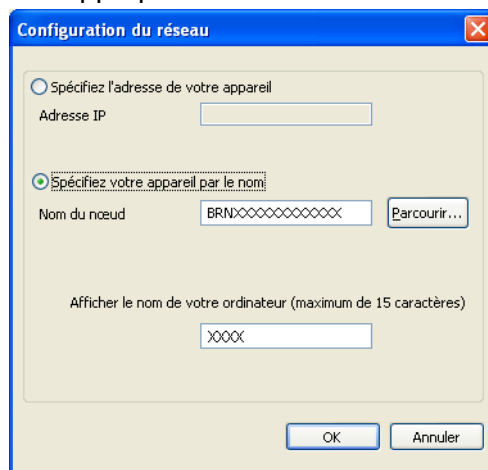 Configuration du réseau
Spécifiez l'adresse de votre appareil
Adresse IP
Spécifiez votre appareil par le nom
Nom du nœud BRNXXXXXXXXXXXX Parcourir...
Afficher le nom de votre ordinateur (maximum de 15 caractères)
XXXX
OK Annuler